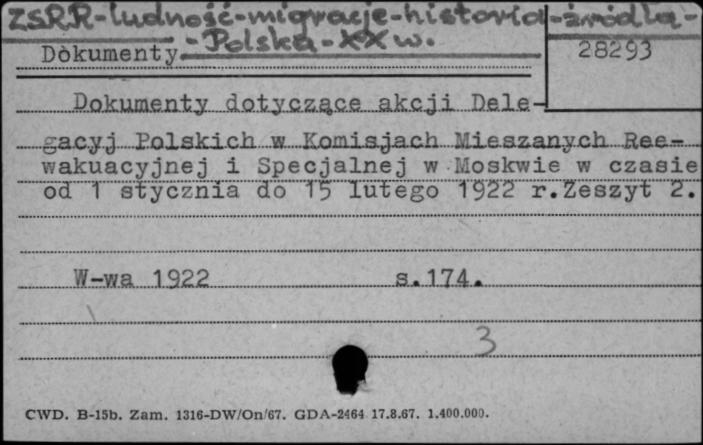 ZSRR-ludność-migracje-historia-źródła-
-Polska-XXw.
Dokumenty
28293
Dokumenty dotyczące akcji Dele-
gacyj Polskich w Komisjach Mieszanych Ree-
wakuacyjnej i Specjalnej w Moskwie w czasie
od 1 stycznia do 15 lutego 1922 r.Zeszyt 2.
W-wa 1922 s.174.
3
CWD. B-15b. Zam. 1316-DW/On/67. GDA-2464 17.8.67. 1.400.000.